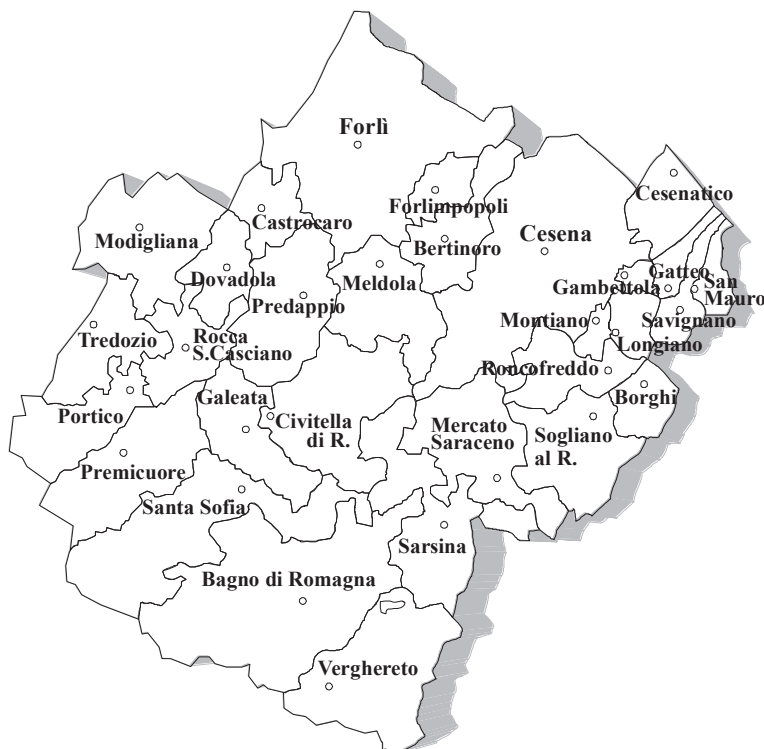 Forlì
Cesenatico
Forlimpopoli
Castrocaro
Cesena
Modigliana
Bertinoro
Gatteo
Dovadola
Meldola
San
Mauro
Gambettola
Predappio
Montiano
Savignano
Tredozio
Rocca
S.Casciano
Longiano
Roncofreddo
Galeata
Borghi
Portico
Civitella
di R.
Mercato
Saraceno
Sogliano
al R.
Premicuore
Santa Sofia
Sarsina
Bagno di Romagna
Verghereto